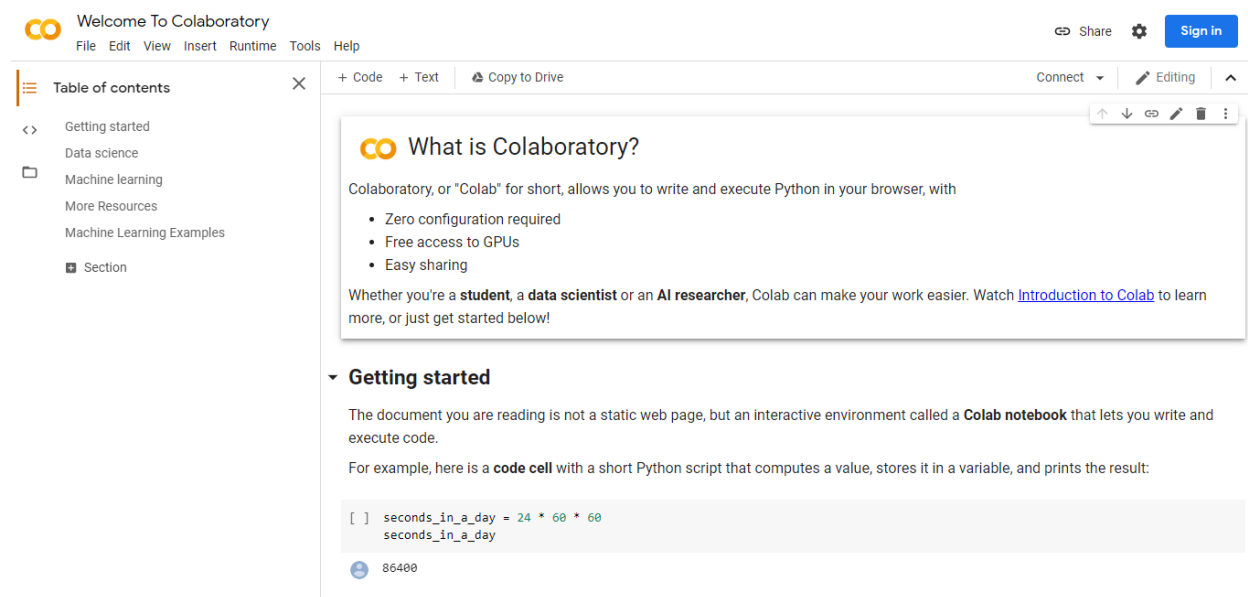 Welcome To Colaboratory
File Edit View Insert Runtime Tools Help
Share
Sign in
Table of contents
Getting started
Data science
Machine learning
More Resources
Machine Learning Examples
Section
+ Code + Text Copy to Drive
Connect Editing
What is Colaboratory?
Colaboratory, or "Colab" for short, allows you to write and execute Python in your browser, with
• Zero configuration required
• Free access to GPUs
• Easy sharing
Whether you're a student, a data scientist or an AI researcher, Colab can make your work easier. Watch Introduction to Colab to learn
more, or just get started below!
Getting started
The document you are reading is not a static web page, but an interactive environment called a Colab notebook that lets you write and
execute code.
For example, here is a code cell with a short Python script that computes a value, stores it in a variable, and prints the result:
[ ] seconds_in_a_day = 24 * 60 * 60
seconds_in_a_day
86400